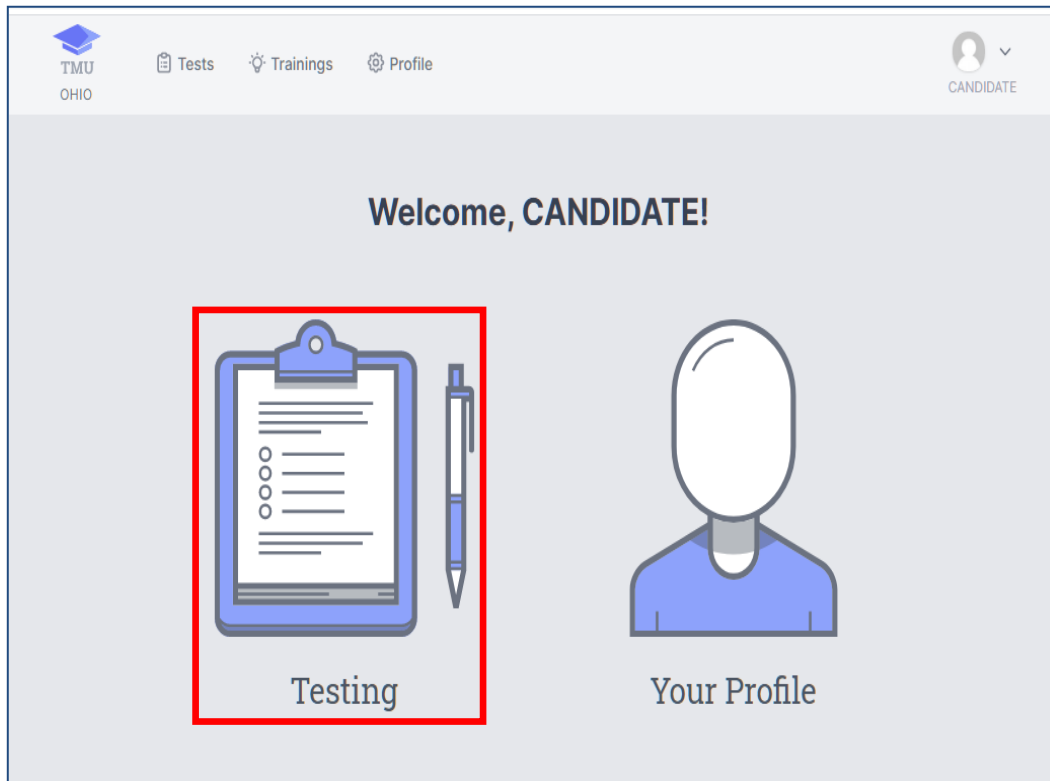 TMU
OHIO
Tests
Trainings
Profile
CANDIDATE
Welcome, CANDIDATE!
Testing
Your Profile